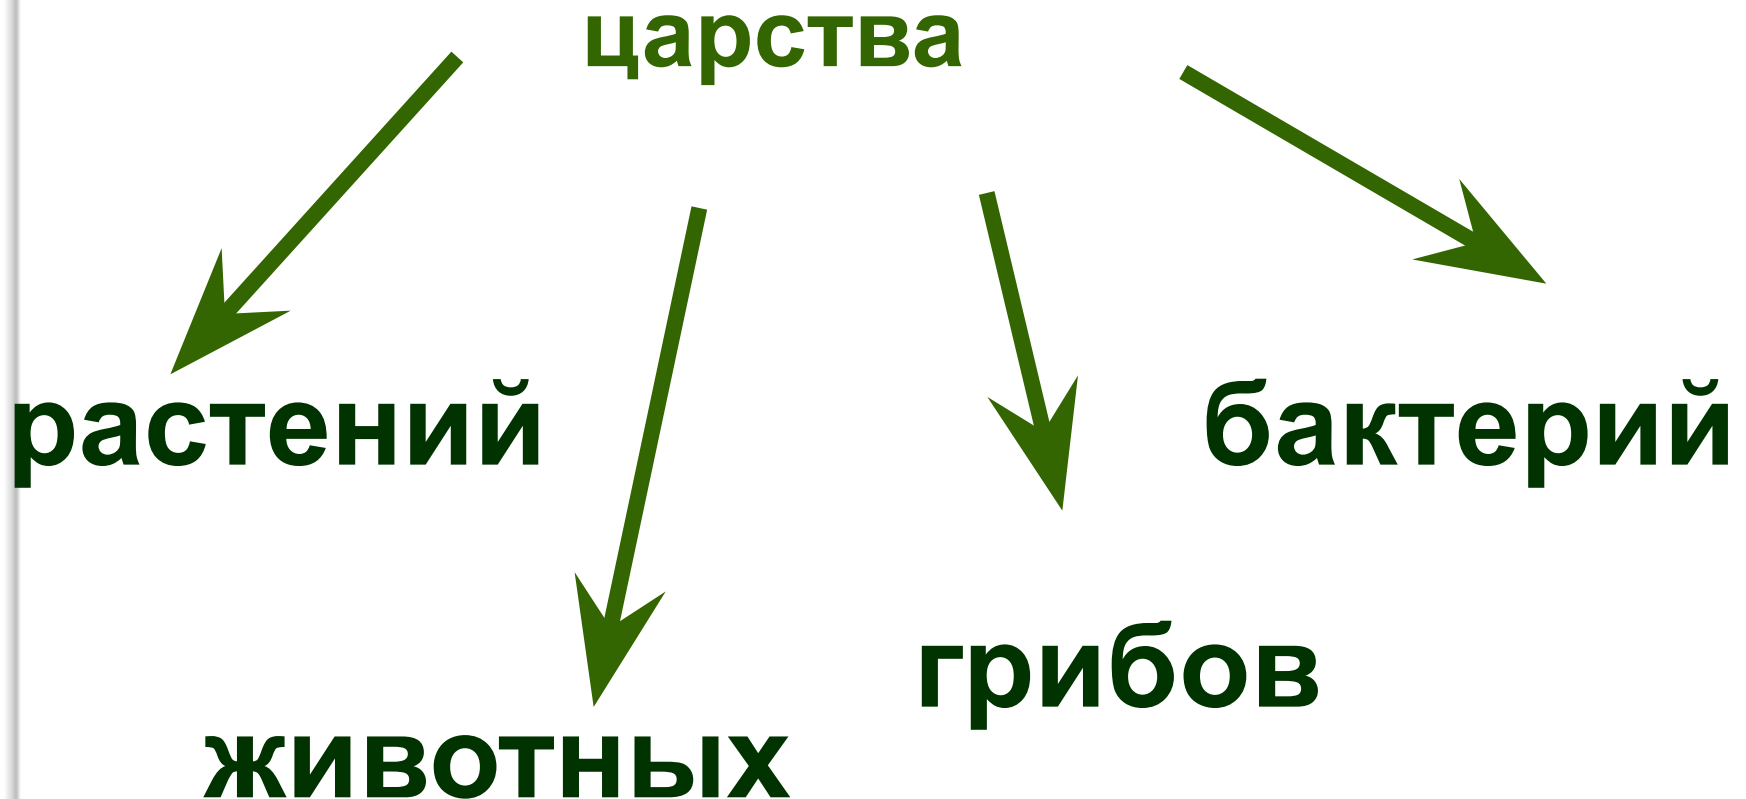 царства
растений
бактерий
грибов
животных